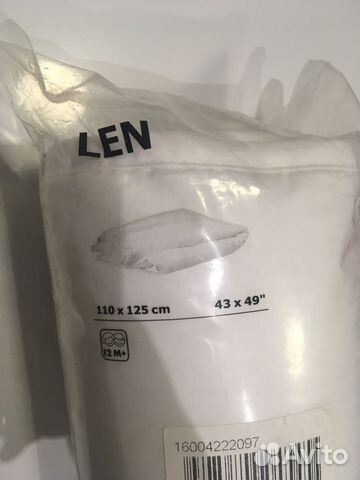 LEN
110 x 125 cm 43 x 49"
12 M+
16004222097
Avito